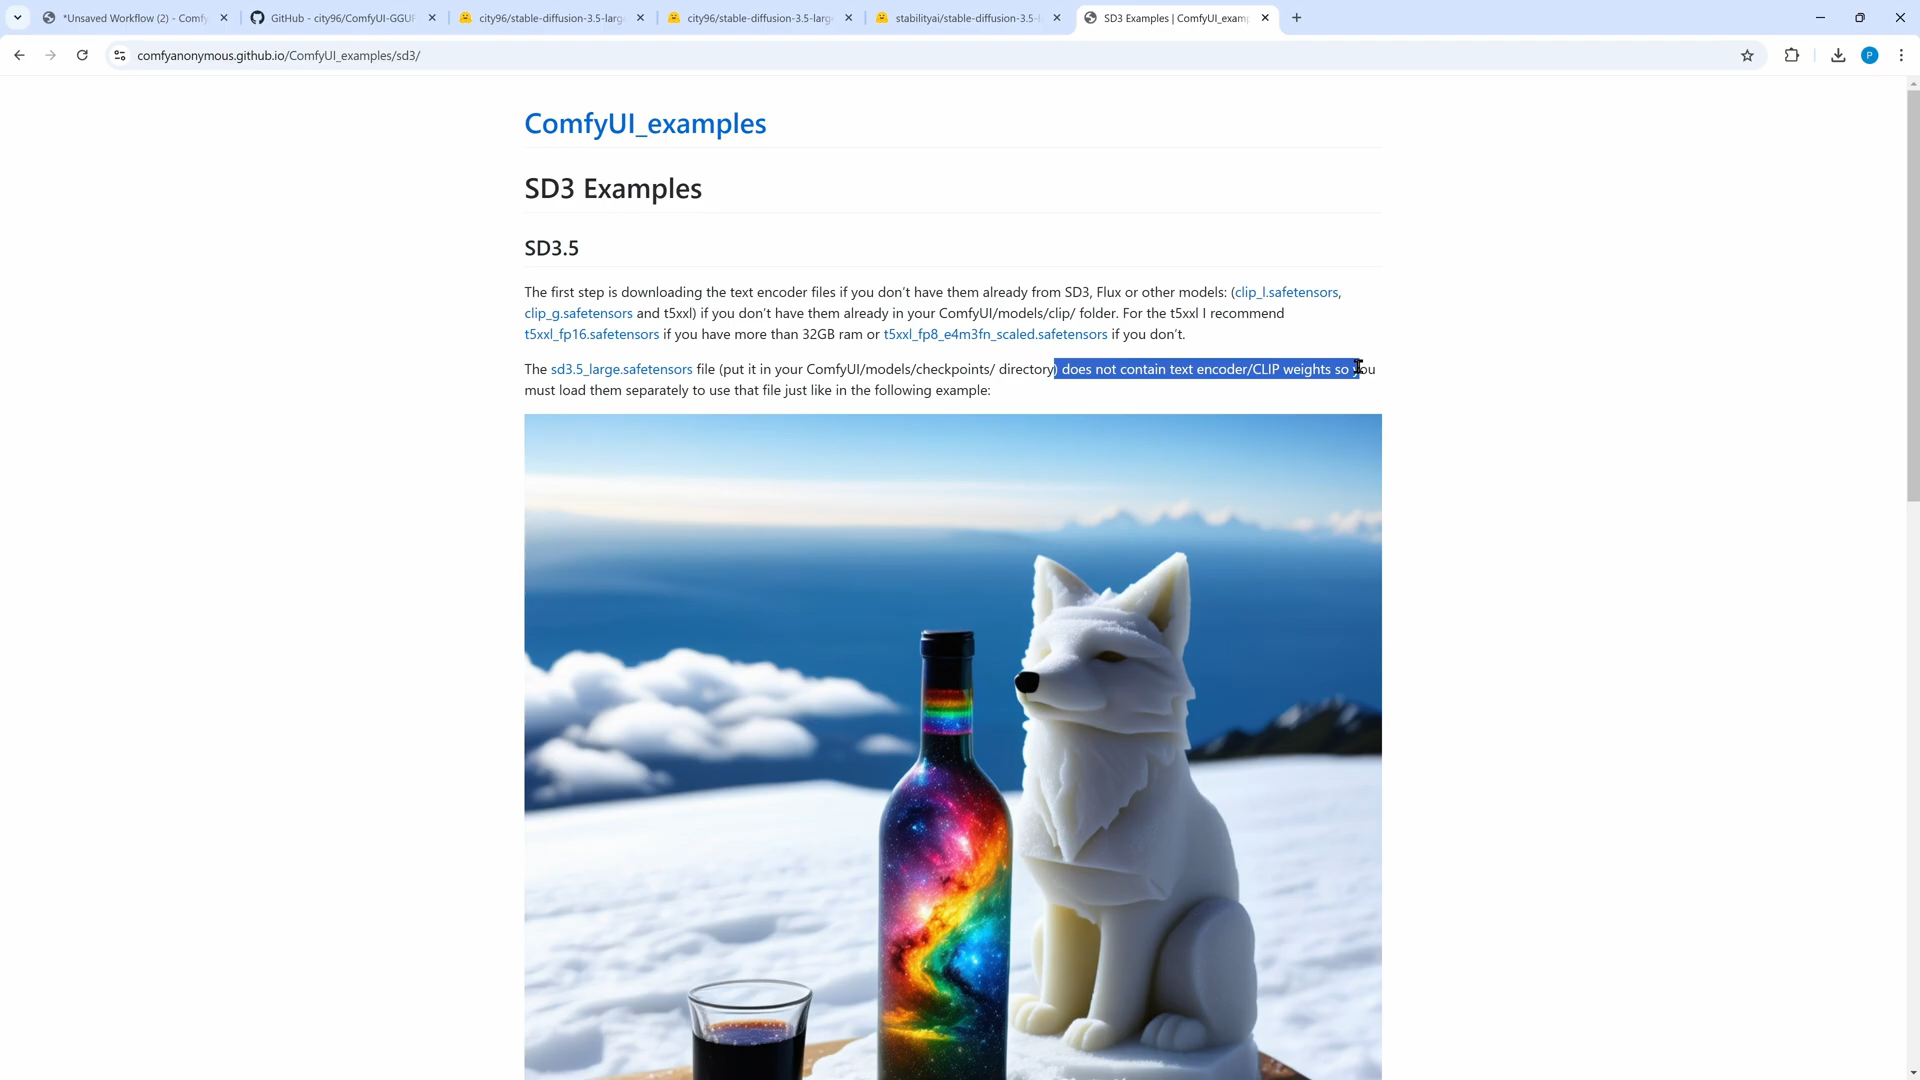 *Unsaved Workflow (2) - Comfy
GitHub - city96/ComfyUI-GGUF
city96/stable-diffusion-3.5-larg
city96/stable-diffusion-3.5-larg
stabilityai/stable-diffusion-3.5-l
SD3 Examples | ComfyUI_examp
comfyanonymous.github.io/ComfyUI_examples/sd3/
P
ComfyUI_examples
SD3 Examples
SD3.5
The first step is downloading the text encoder files if you don’t have them already from SD3, Flux or other models: (clip_l.safetensors,
clip_g.safetensors and t5xxl) if you don’t have them already in your ComfyUI/models/clip/ folder. For the t5xxl I recommend
t5xxl_fp16.safetensors if you have more than 32GB ram or t5xxl_fp8_e4m3fn_scaled.safetensors if you don’t.
The sd3.5_large.safetensors file (put it in your ComfyUI/models/checkpoints/ directory) does not contain text encoder/CLIP weights so you
must load them separately to use that file just like in the following example: